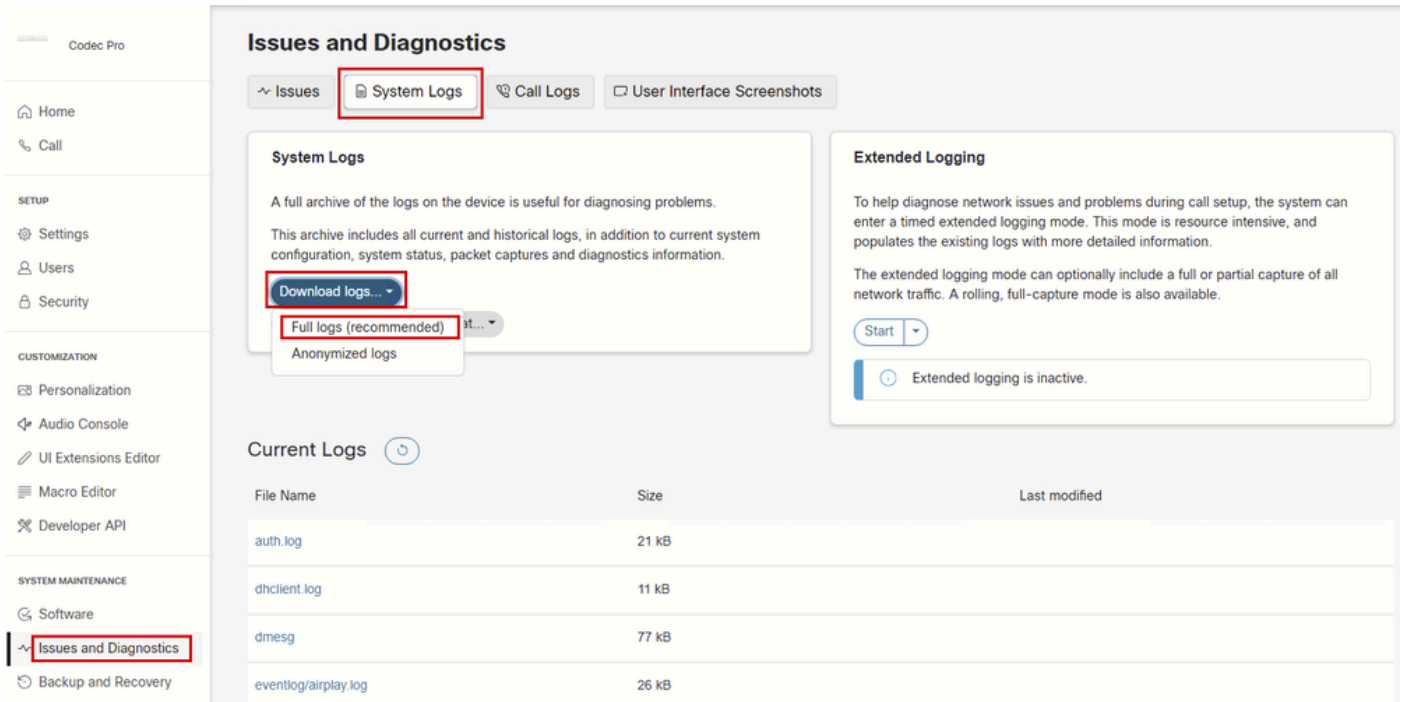 Codec Pro
Home
Call
SETUP
Settings
Users
Security
CUSTOMIZATION
Personalization
Audio Console
UI Extensions Editor
Macro Editor
Developer API
SYSTEM MAINTENANCE
Software
Issues and Diagnostics
Backup and Recovery
Issues and Diagnostics
Issues
System Logs
Call Logs
User Interface Screenshots
System Logs
A full archive of the logs on the device is useful for diagnosing problems.
This archive includes all current and historical logs, in addition to current system
configuration, system status, packet captures and diagnostics information.
Download logs...
Full logs (recommended)
at...
Anonymized logs
Extended Logging
To help diagnose network issues and problems during call setup, the system can
enter a timed extended logging mode. This mode is resource intensive, and
populates the existing logs with more detailed information.
The extended logging mode can optionally include a full or partial capture of all
network traffic. A rolling, full-capture mode is also available.
Start
Extended logging is inactive.
Current Logs
File Name Size Last modified
auth.log 21 kB
dhclient.log 11 kB
dmesg 77 kB
eventlog/airplay.log 26 kB